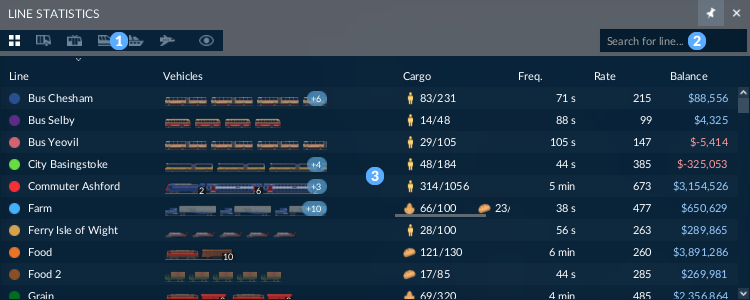 LINE STATISTICS
1 Search for line... 2
Line Vehicles Cargo Freq. Rate Balance
Bus Chesham +6 83/231 71 s 215 $88,556
Bus Selby 14/48 88 s 99 $4,325
Bus Yeovil 29/105 105 s 147 $-5,414
City Basingstoke +4 48/184 44 s 385 $-325,053
3
Commuter Ashford 2 6 +3 314/1056 5 min 673 $3,154,526
Farm +10 66/100 23/ 38 s 477 $650,629
Ferry Isle of Wight 28/100 56 s 263 $289,865
Food 10 121/130 6 min 260 $3,891,286
Food 2 17/85 44 s 285 $269,981
Grain 69/320 4 min 485 $2,356,864